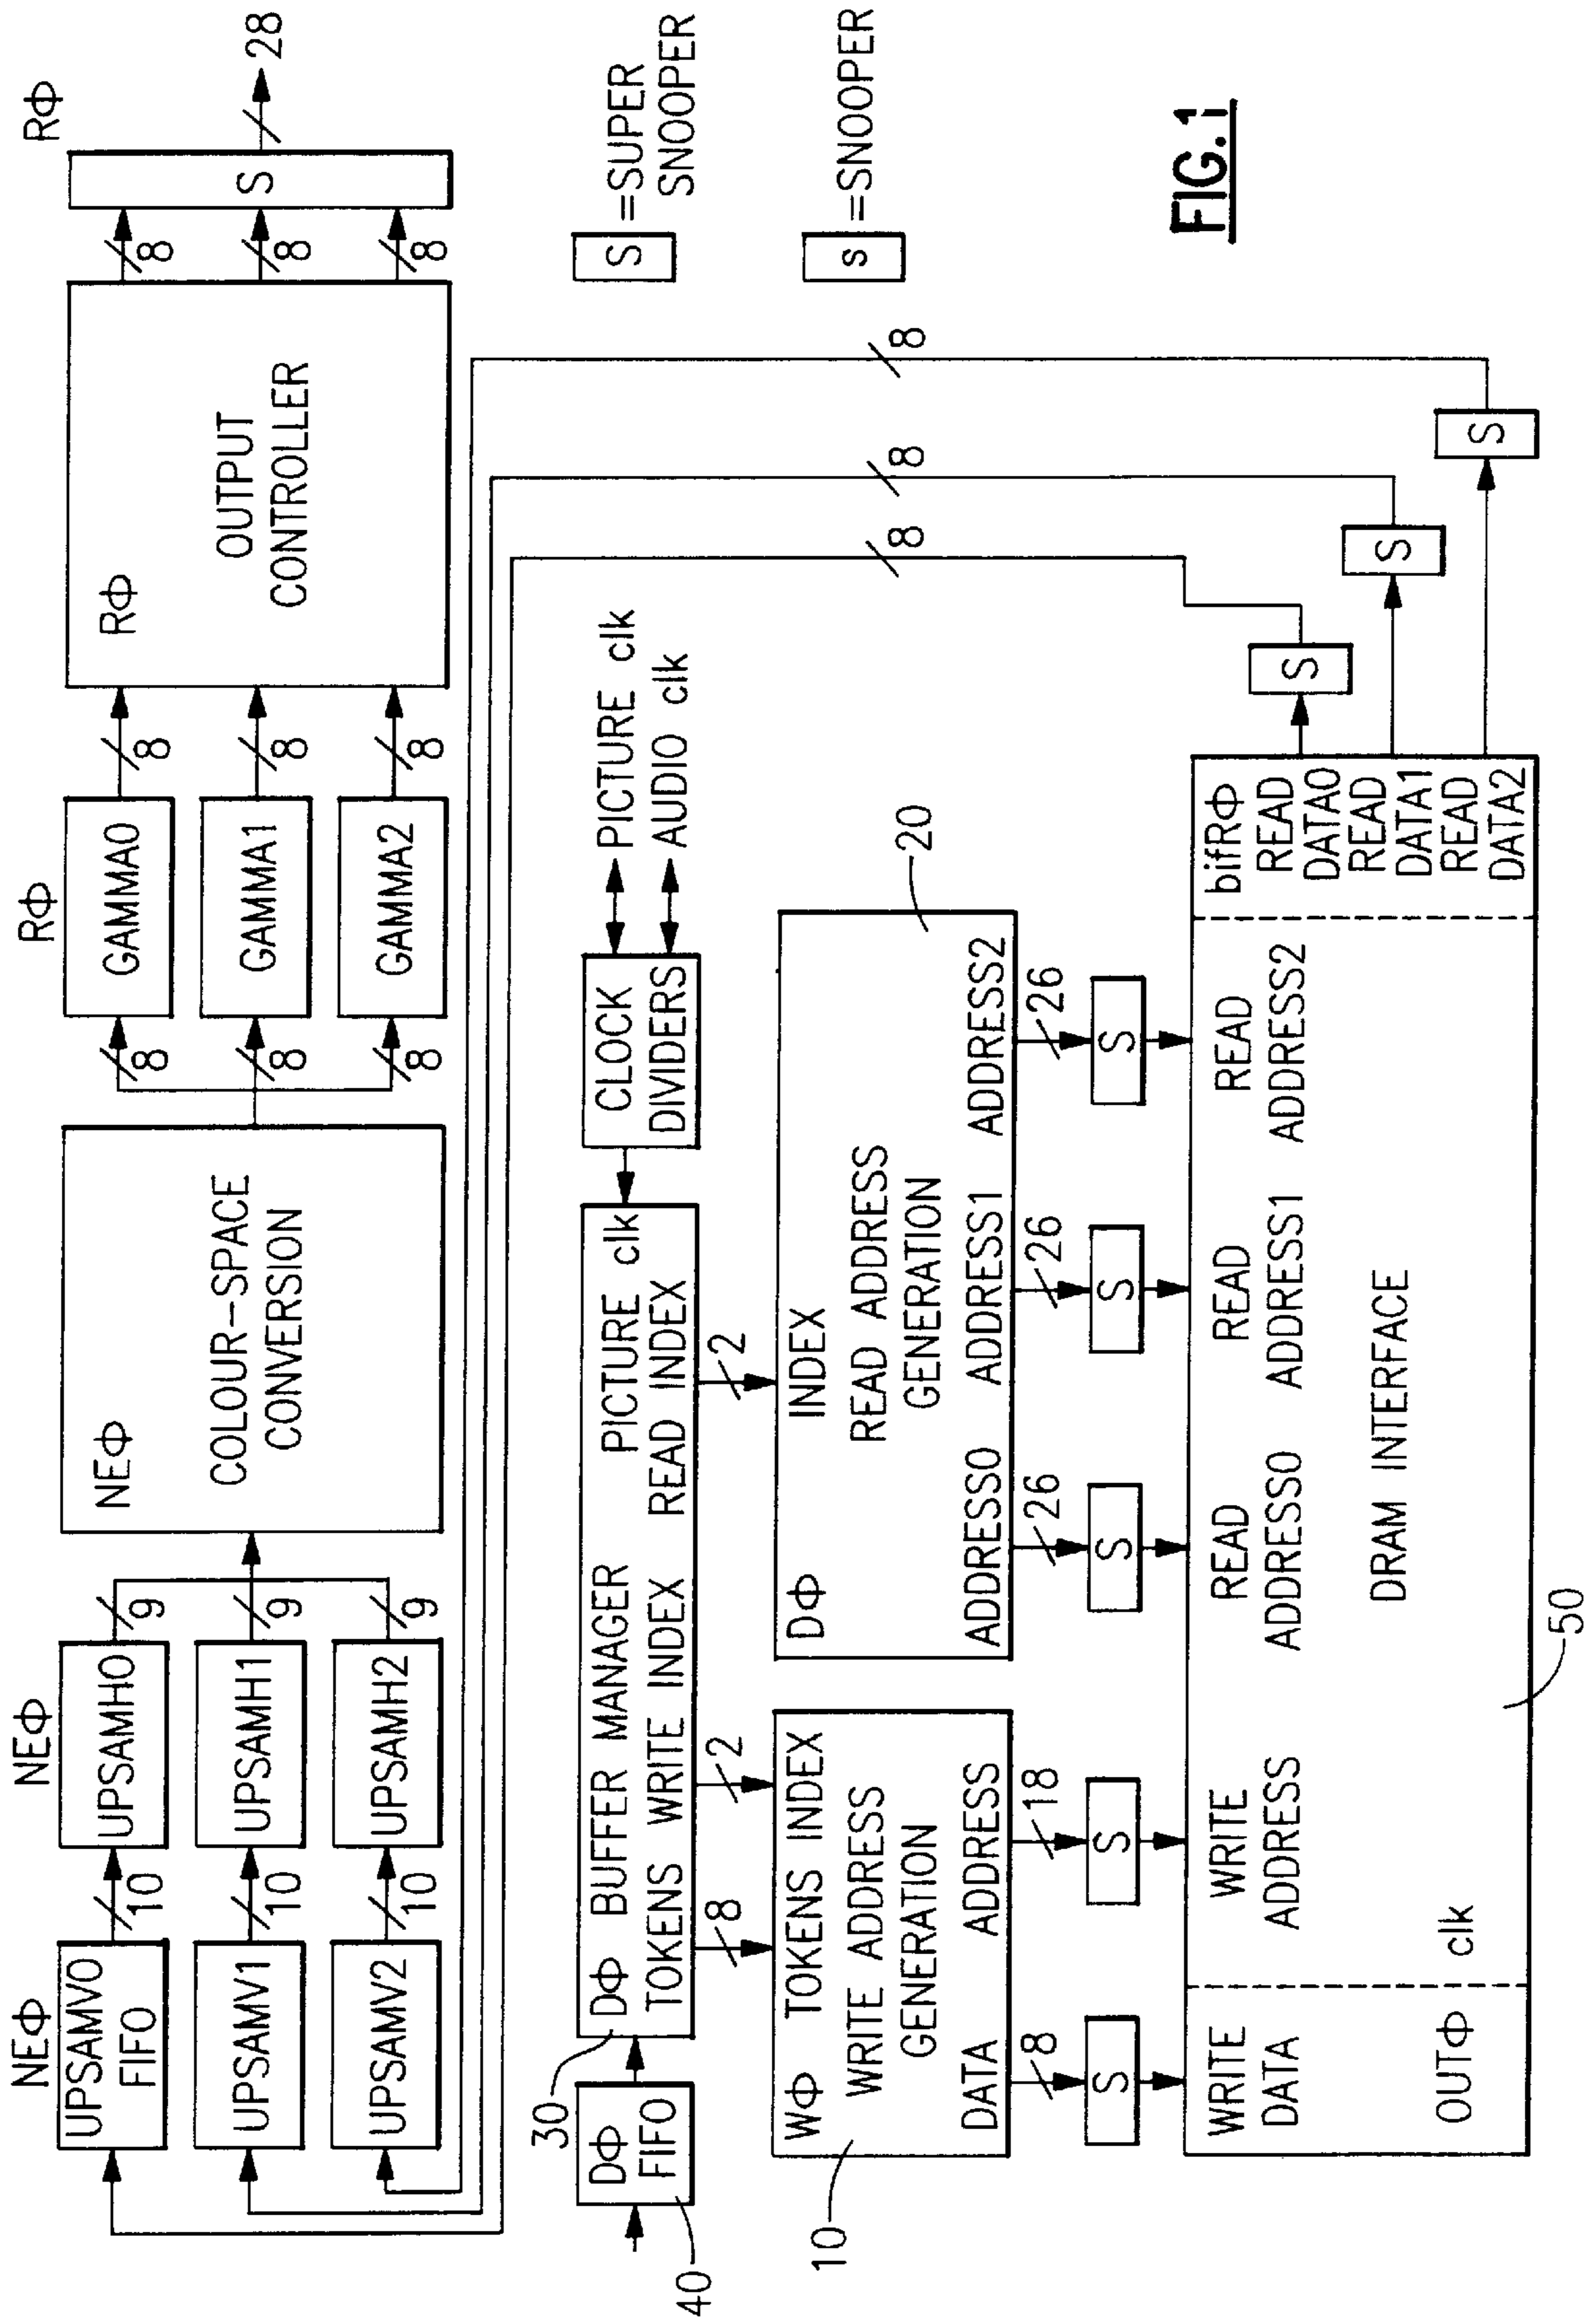 NEΦ
UPSAMV0
FIFO
10
NEΦ
UPSAMH0
9
UPSAMV1
10
UPSAMH1
9
UPSAMV2
10
UPSAMH2
9
NEΦ
COLOUR-SPACE
CONVERSION
8
8
8
RΦ
GAMMA0
8
GAMMA1
8
GAMMA2
8
RΦ
OUTPUT
CONTROLLER
8
8
8
RΦ
S
28
30
40
DΦ
FIFO
DΦ BUFFER MANAGER PICTURE clk
TOKENS WRITE INDEX READ INDEX
CLOCK
DIVIDERS
PICTURE clk
AUDIO clk
S =SUPER
SNOOPER
8
2
2
10
WΦ TOKENS INDEX
WRITE ADDRESS
GENERATION
DATA ADDRESS
DΦ INDEX
READ ADDRESS
GENERATION
ADDRESS0 ADDRESS1 ADDRESS2
20
s =SNOOPER
8
8
8
8
18
26
26
26
S
S
S
S
S
WRITE
DATA
OUTΦ
WRITE
ADDRESS
clk
READ
ADDRESS0
READ
ADDRESS1
READ
ADDRESS2
DRAM INTERFACE
50
bifRΦ
READ
DATA0
READ
DATA1
READ
DATA2
S
S
S
FIG.1